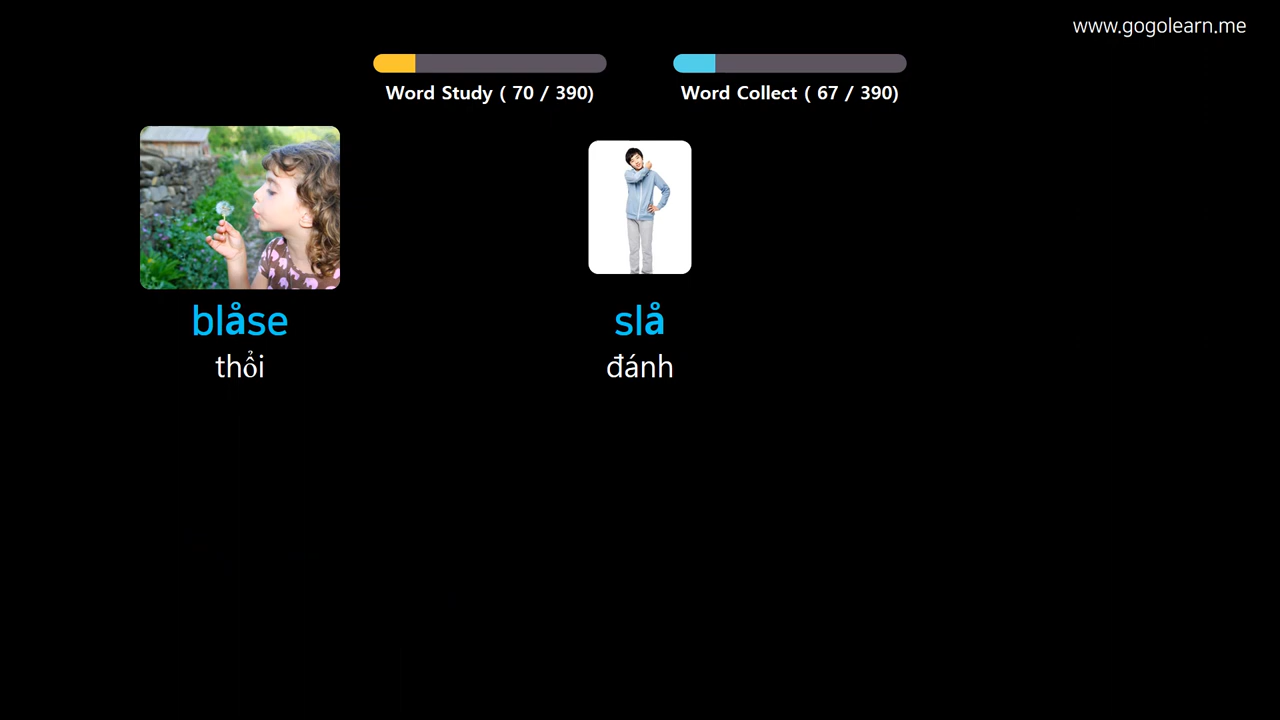 www.gogolearn.me
Word Study ( 70 / 390)
Word Collect ( 67 / 390)
blåse
slå
thổi
đánh